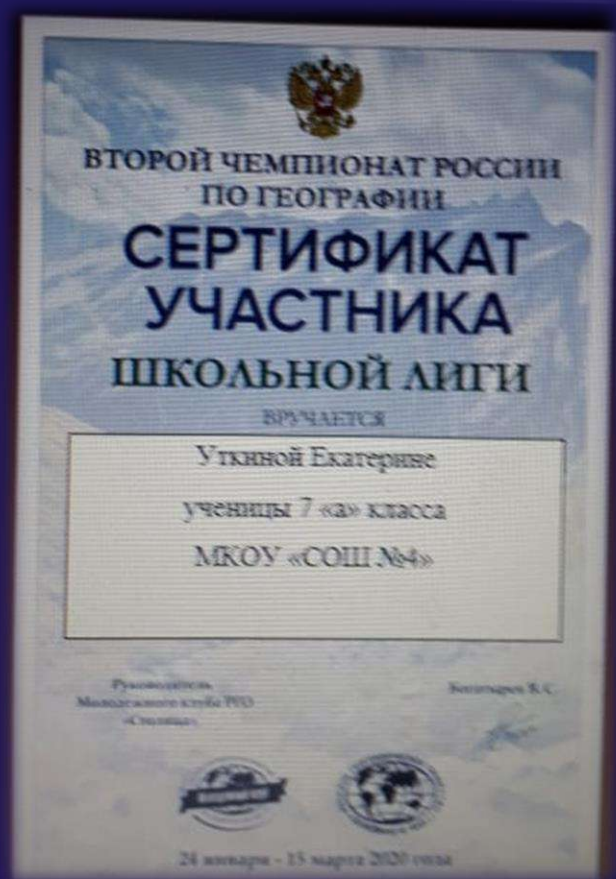 ВТОРОЙ ЧЕМПИОНАТ РОССИИ
ПО ГЕОГРАФИИ
СЕРТИФИКАТ
УЧАСТНИКА
ШКОЛЬНОЙ ЛИГИ
ВРУЧАЕТСЯ
Уткиной Екатерине
ученицы 7 «а» класса
МКОУ «СОШ №4»
Руководитель
Молодежного клуба РГО
«Столица»
24 января - 15 марта 2020 года